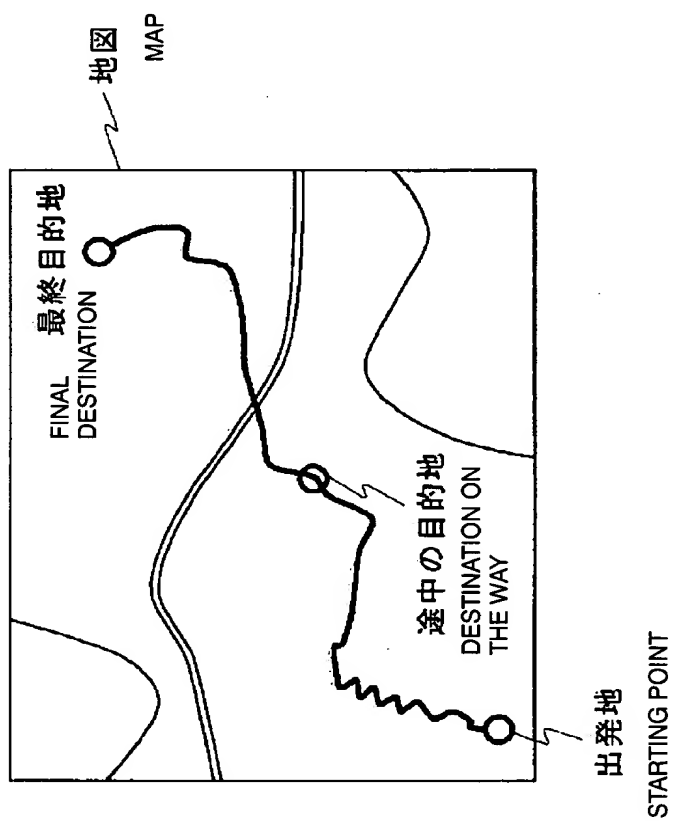 地図
MAP
最終目的地
FINAL
DESTINATION
途中の目的地
DESTINATION ON
THE WAY
出発地
STARTING POINT